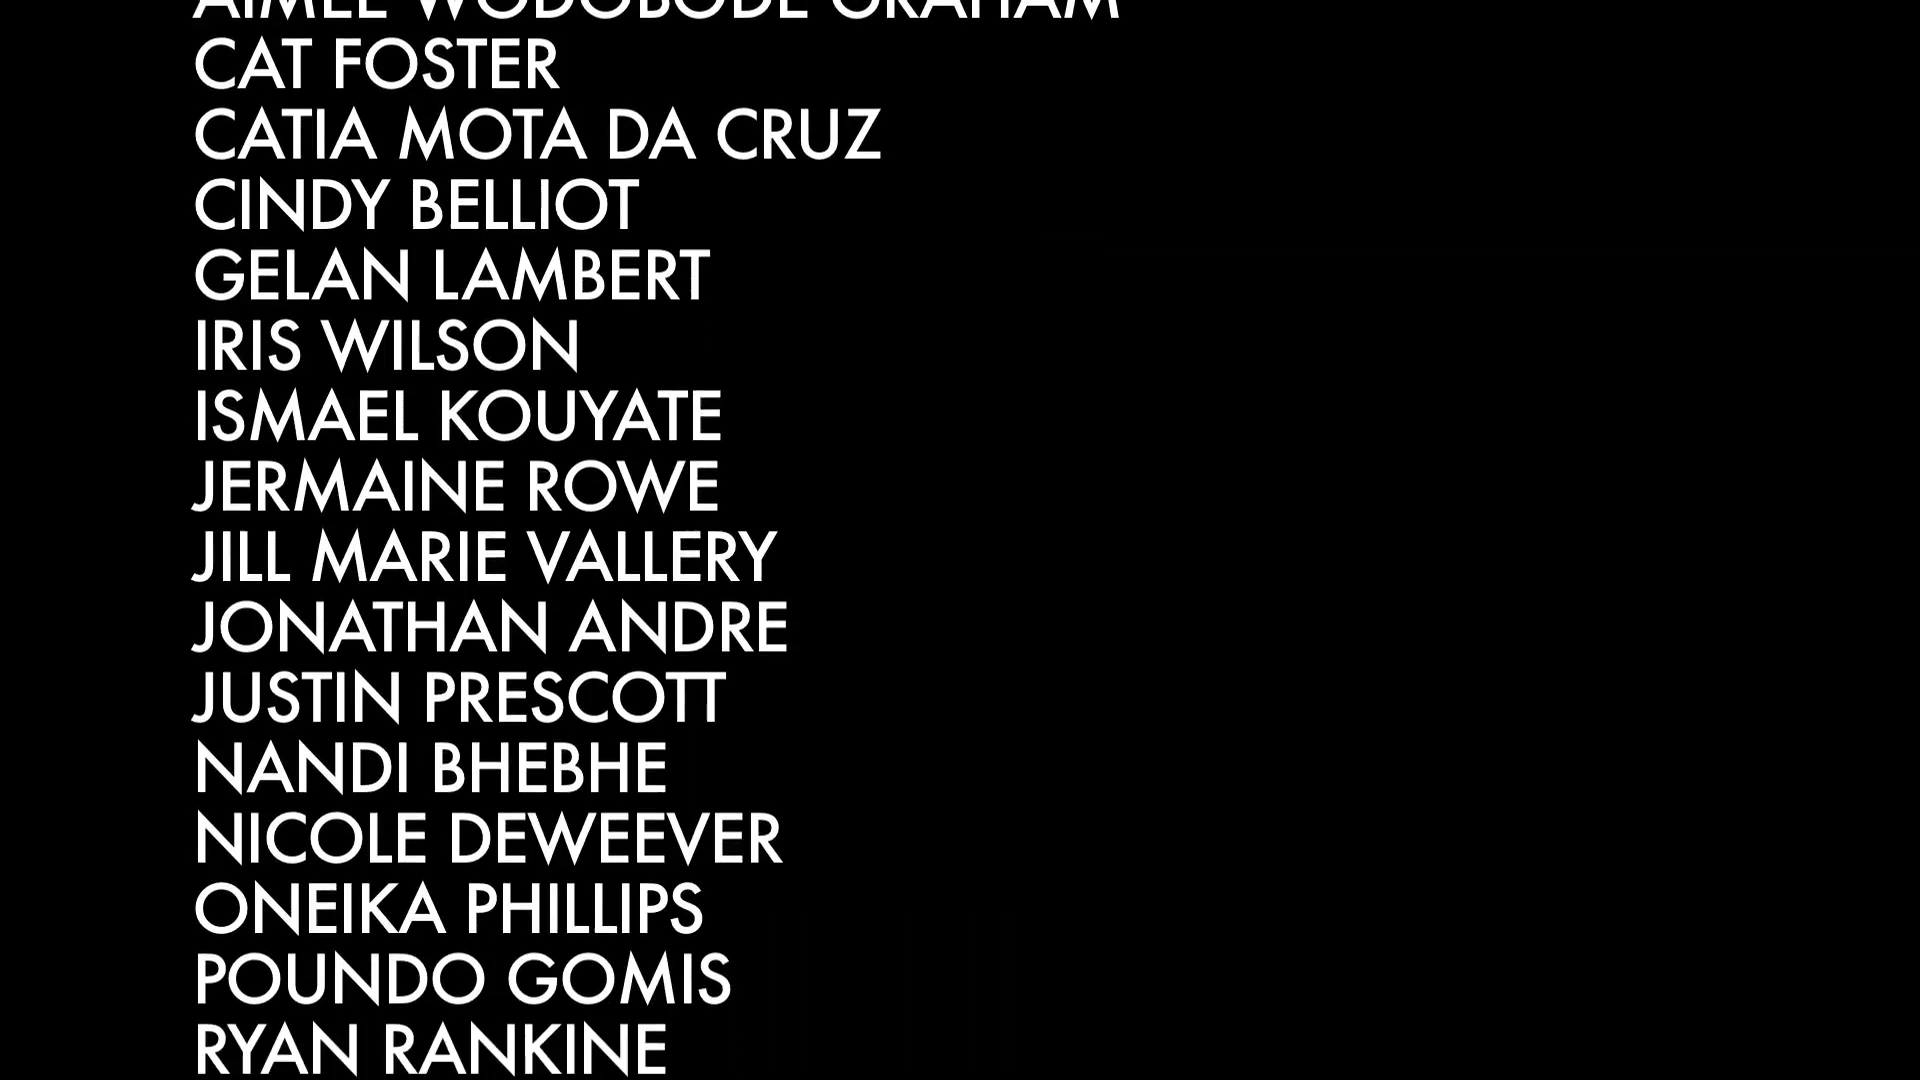 AIMEE WODOBODE GRAHAM
CAT FOSTER
CATIA MOTA DA CRUZ
CINDY BELLIOT
GELAN LAMBERT
IRIS WILSON
ISMAEL KOUYATE
JERMAINE ROWE
JILL MARIE VALLERY
JONATHAN ANDRE
JUSTIN PRESCOTT
NANDI BHEBHE
NICOLE DEWEEVER
ONEIKA PHILLIPS
POUNDO GOMIS
RYAN RANKINE